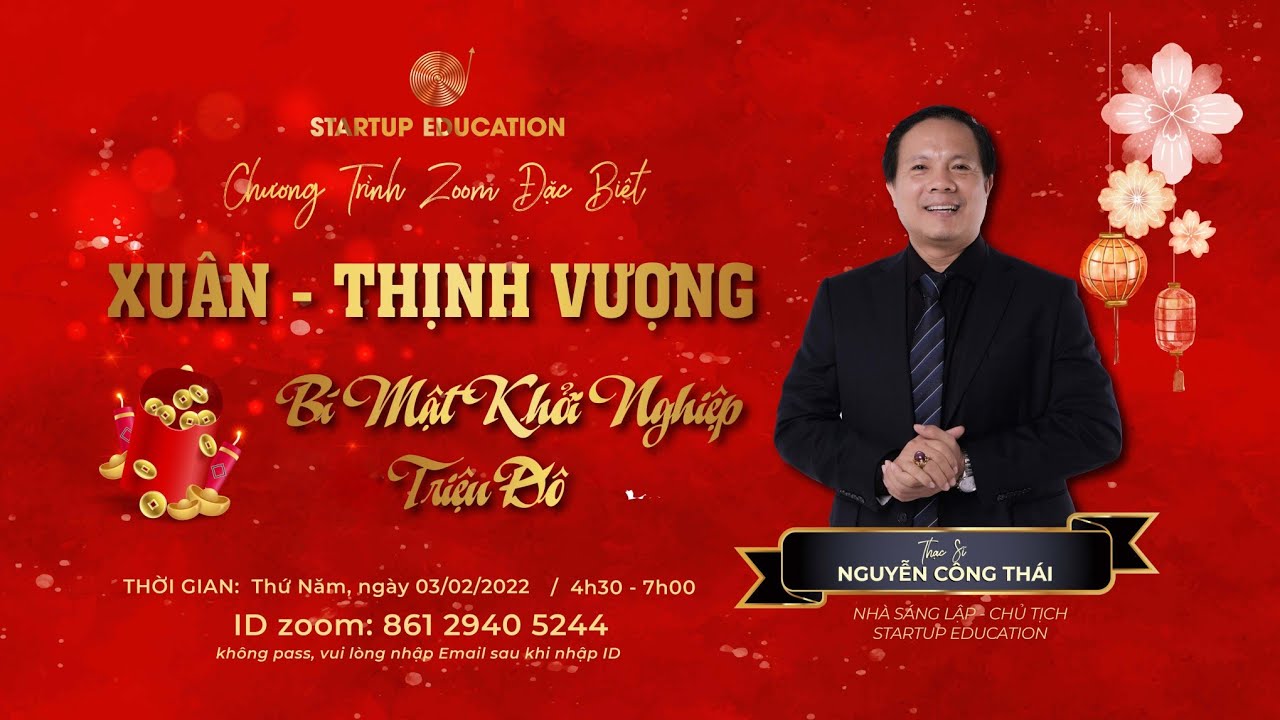 STARTUP EDUCATION
Chương Trình Zoom Đặc Biệt
XUÂN - THỊNH VƯỢNG
Bí Mật Khởi Nghiệp
Triệu Đô
THỜI GIAN: Thứ Năm, ngày 03/02/2022 / 4h30 - 7h00
ID zoom: 861 2940 5244
không pass, vui lòng nhập Email sau khi nhập ID
Thạc Sĩ
NGUYỄN CÔNG THÁI
NHÀ SÁNG LẬP - CHỦ TỊCH
STARTUP EDUCATION